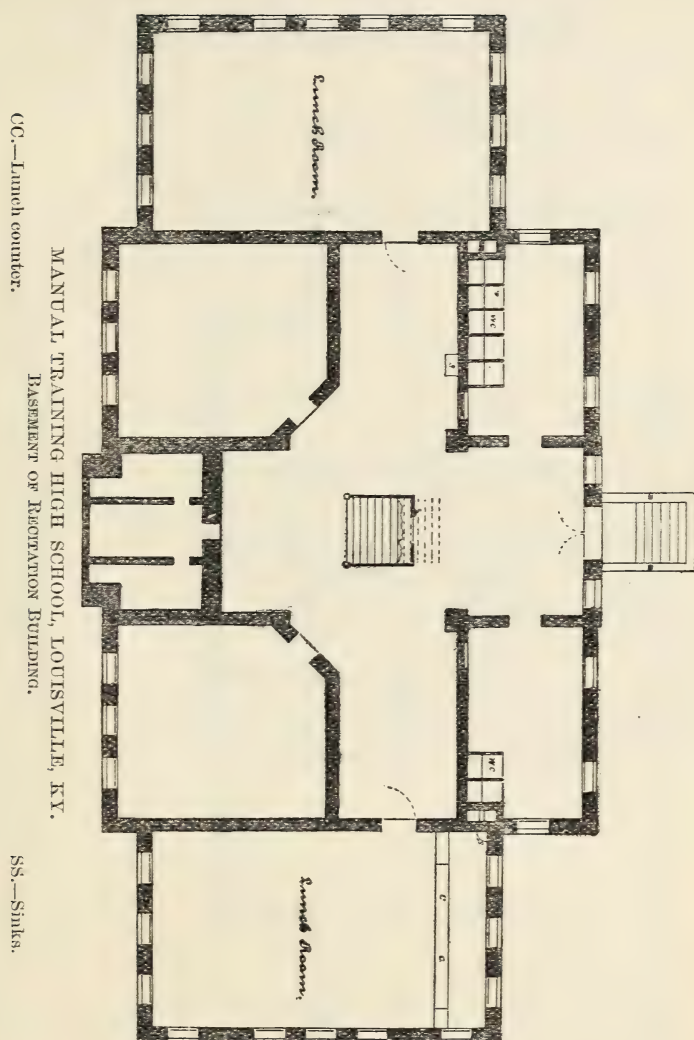 Lunch Room.
WC
S
WC
S
C C
Lunch Room.
MANUAL TRAINING HIGH SCHOOL, LOUISVILLE, KY.
BASEMENT OF RECITATION BUILDING.
CC.—Lunch counter.
SS.—Sinks.